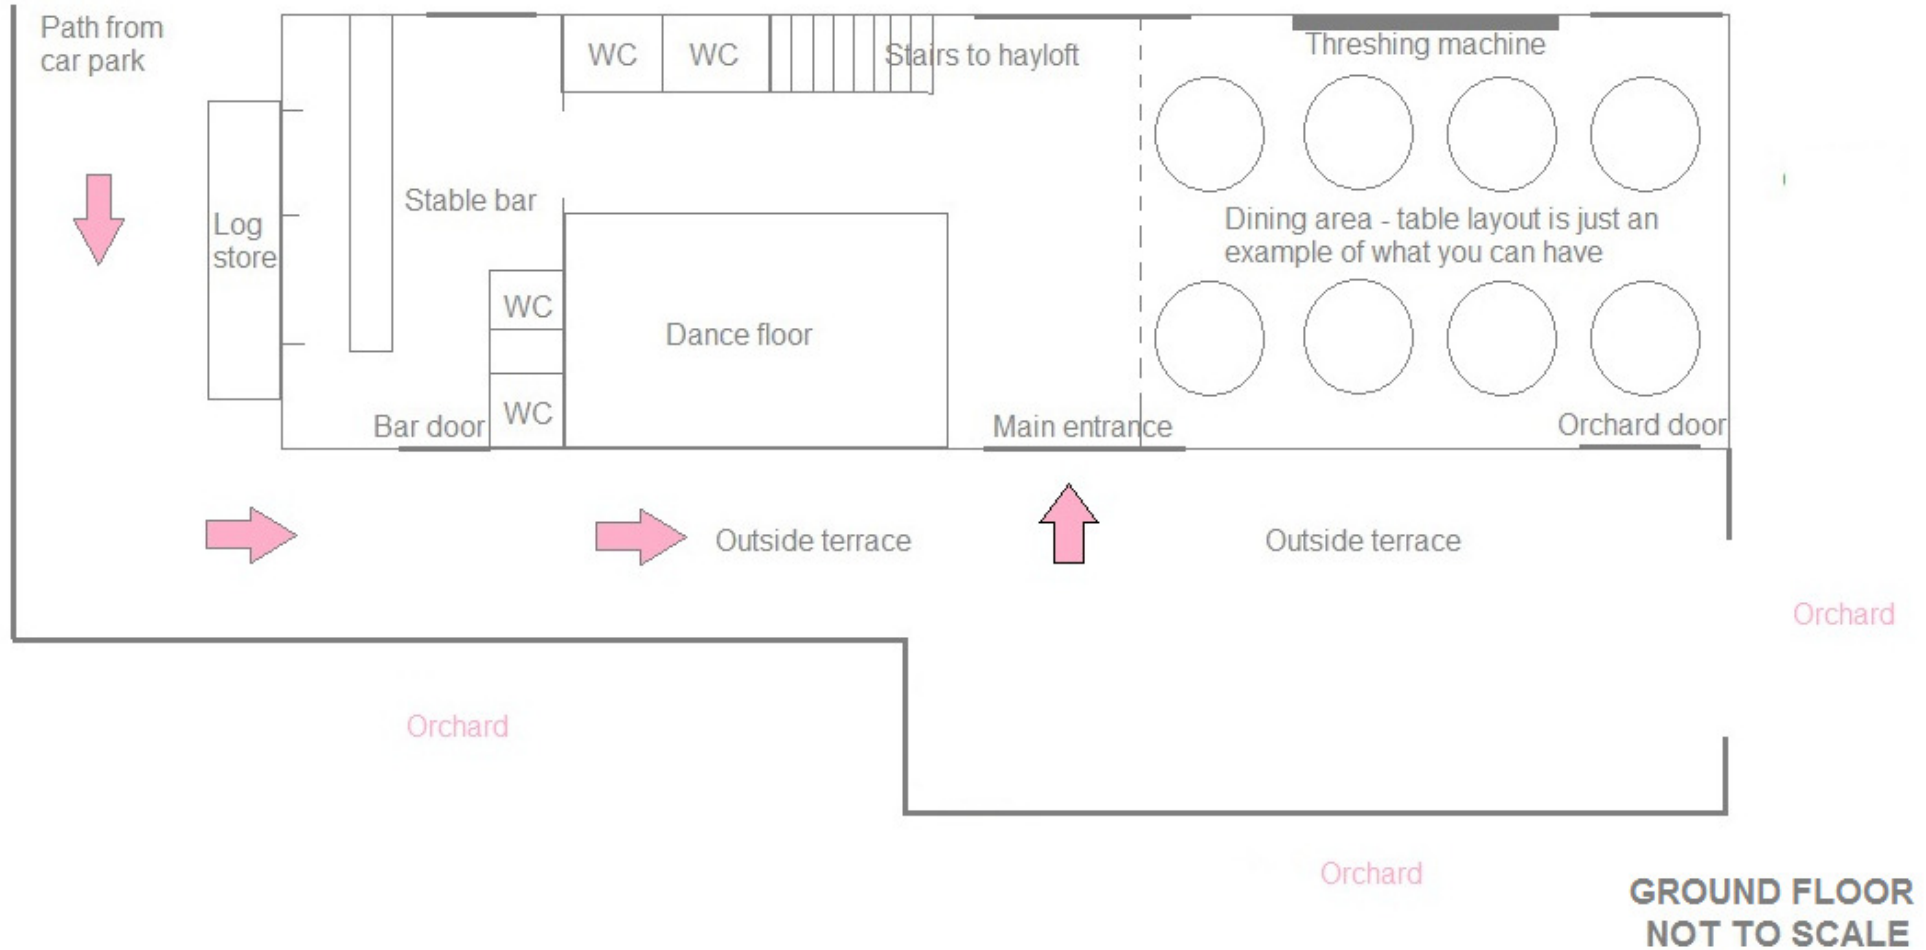 Path from
car park
WC
WC
Stairs to hayloft
Threshing machine
Log
store
Stable bar
Dining area - table layout is just an
example of what you can have
WC
Dance floor
WC
Bar door
Main entrance
Orchard door
Outside terrace
Outside terrace
Orchard
Orchard
Orchard
GROUND FLOOR
NOT TO SCALE